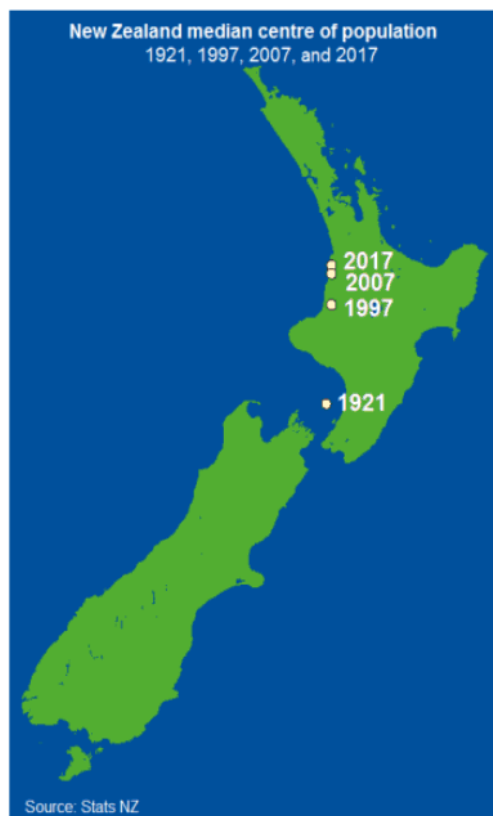 New Zealand median centre of population
1921, 1997, 2007, and 2017
2017
2007
1997
1921
Source: Stats NZ